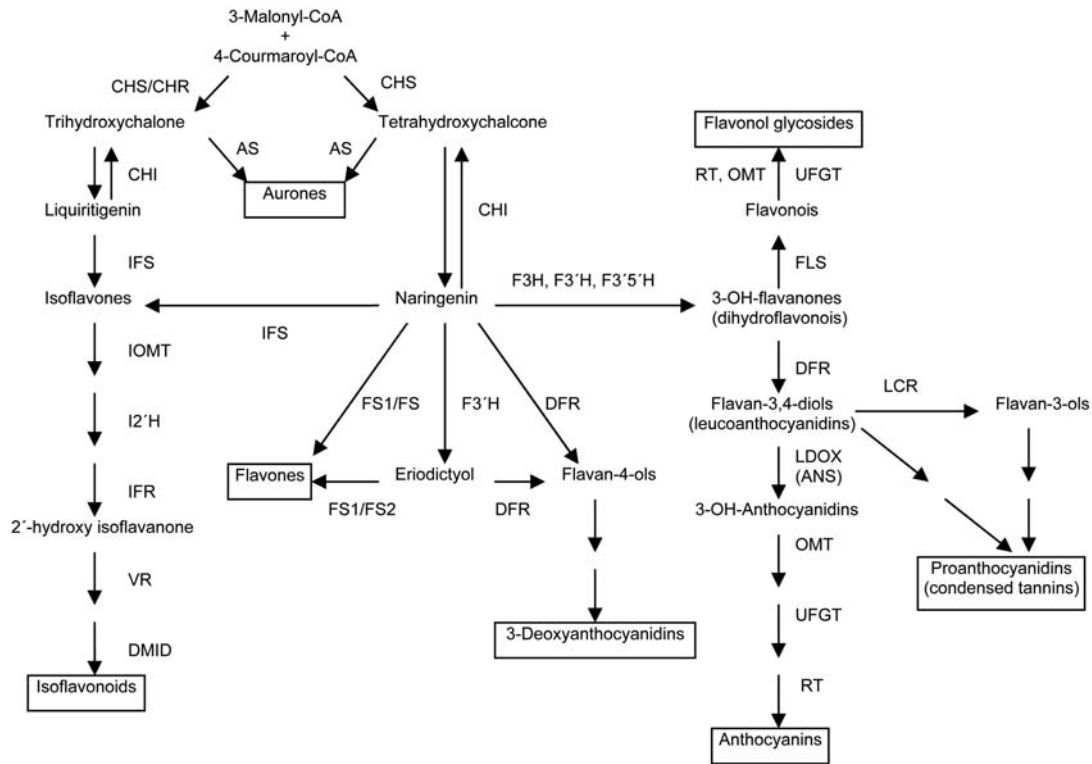 3-Malonyl-CoA
+
4-Courmaroyl-CoA
CHS/CHR
CHS
Trihydroxychalone
Tetrahydroxychalcone
Flavonol glycosides
AS
AS
RT, OMT
UFGT
CHI
Aurones
Liquiritigenin
CHI
Flavonois
IFS
F3H, F3´H, F3´5´H
FLS
Isoflavones
Naringenin
3-OH-flavanones
(dihydroflavonois)
IFS
IOMT
DFR
FS1/FS
F3´H
DFR
LCR
I2´H
Flavan-3,4-diols
(leucoanthocyanidins)
Flavan-3-ols
Flavones
Eriodictyol
Flavan-4-ols
LDOX
(ANS)
IFR
FS1/FS2
DFR
3-OH-Anthocyanidins
2´-hydroxy isoflavanone
OMT
Proanthocyanidins
(condensed tannins)
VR
UFGT
3-Deoxyanthocyanidins
DMID
RT
Isoflavonoids
Anthocyanins